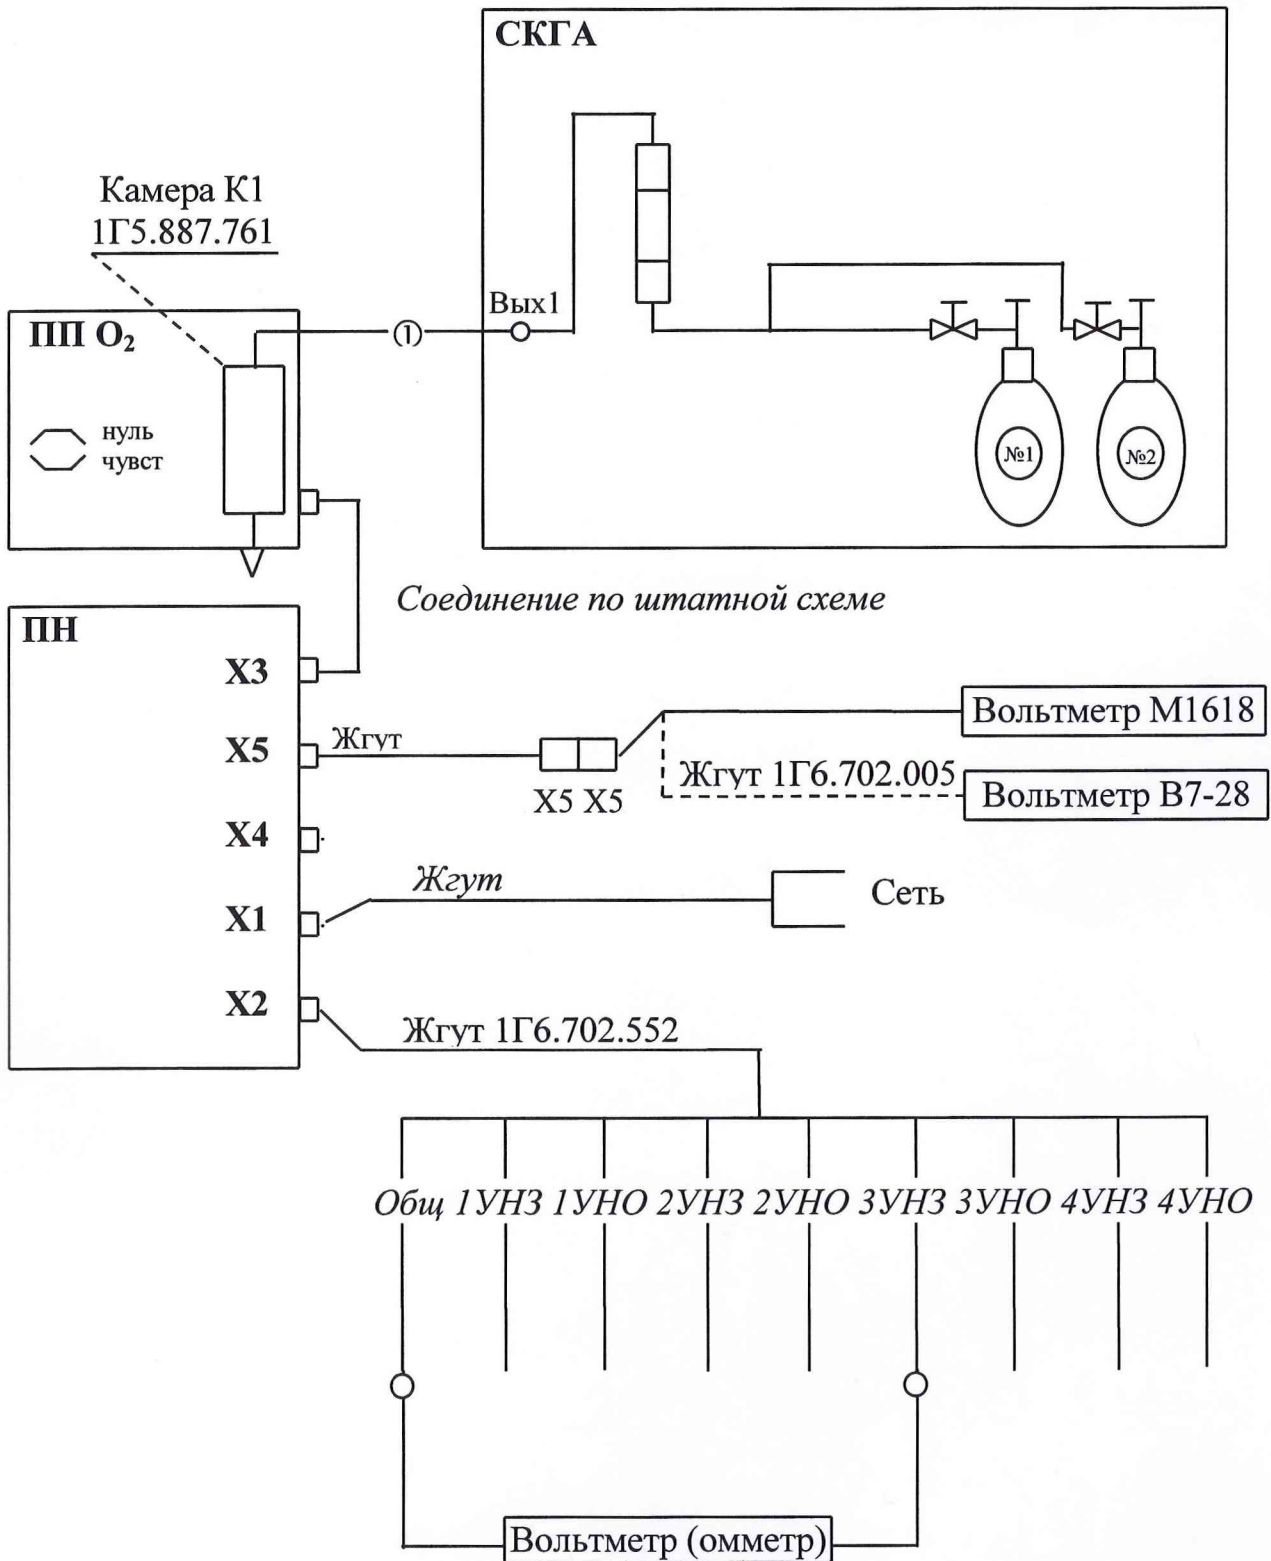 СКГА
Камера К1
1Г5.887.761
Вых1
ПП О₂
①
нуль
чувст
№1
№2
Соединение по штатной схеме
ПН
Х3
Вольтметр М1618
Х5
Жгут
Жгут 1Г6.702.005
Х5 Х5
Вольтметр В7-28
Х4
Жгут
Сеть
Х1
Х2
Жгут 1Г6.702.552
Общ 1УНЗ 1УНО 2УНЗ 2УНО 3УНЗ 3УНО 4УНЗ 4УНО
Вольтметр (омметр)